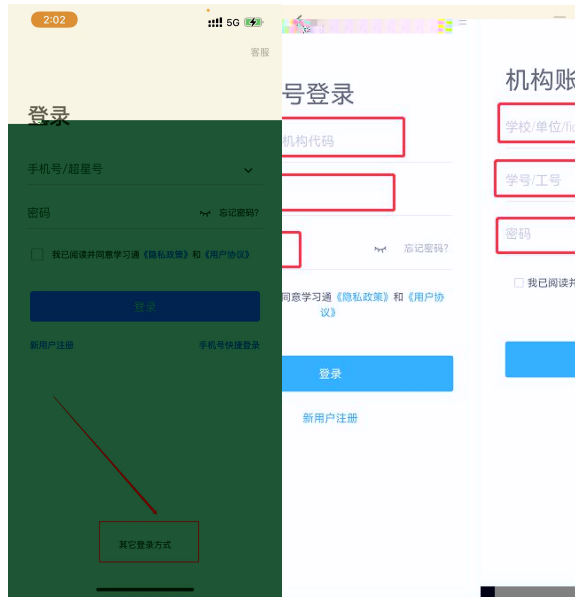 2:02
5G
客服
登录
手机号/超星号
密码
忘记密码?
我已阅读并同意学习通《隐私政策》和《用户协议》
登录
新用户注册
手机号快捷登录
其它登录方式
号登录
机构代码
忘记密码?
同意学习通《隐私政策》和《用户协
议》
登录
新用户注册
机构账
学校/单位/fid
学号/工号
密码
我已阅读并